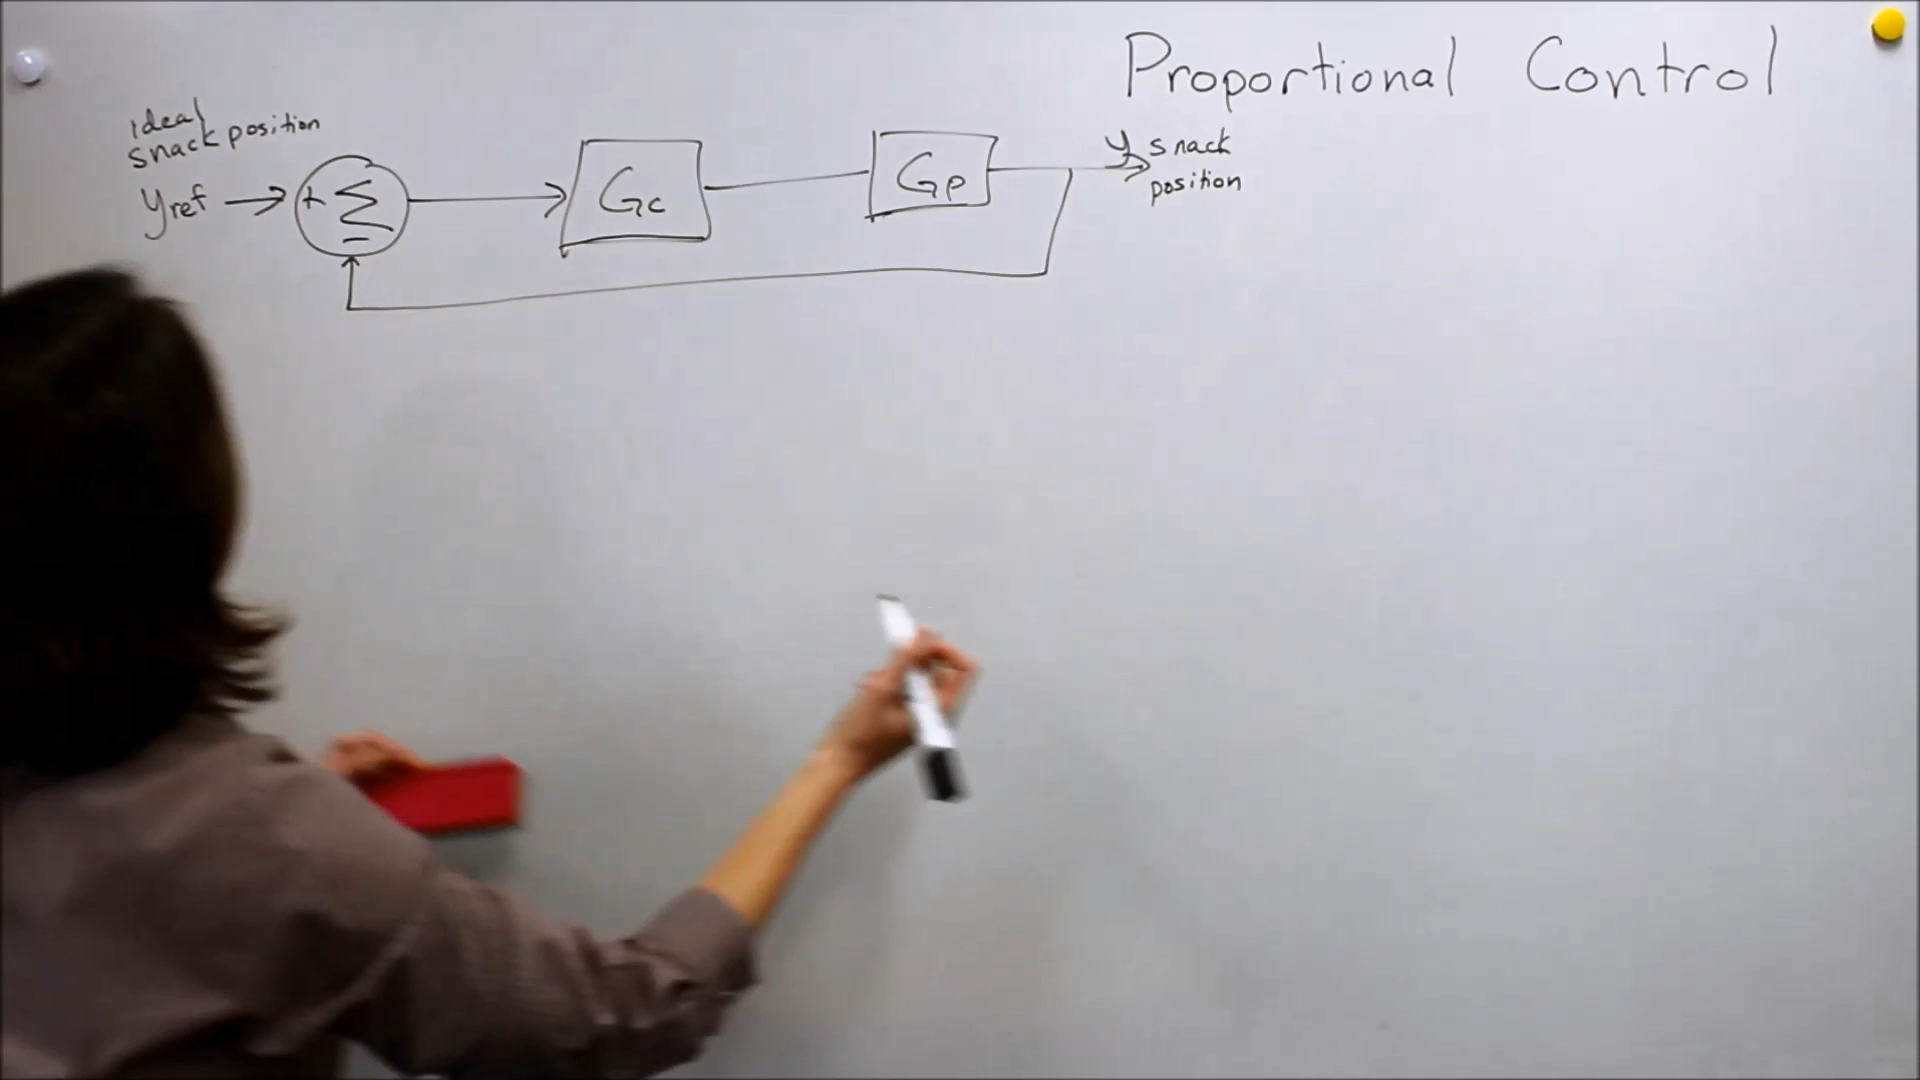 Proportional Control
ideal
snack position
yref
+ Σ
−
Gc
Gp
y snack
position